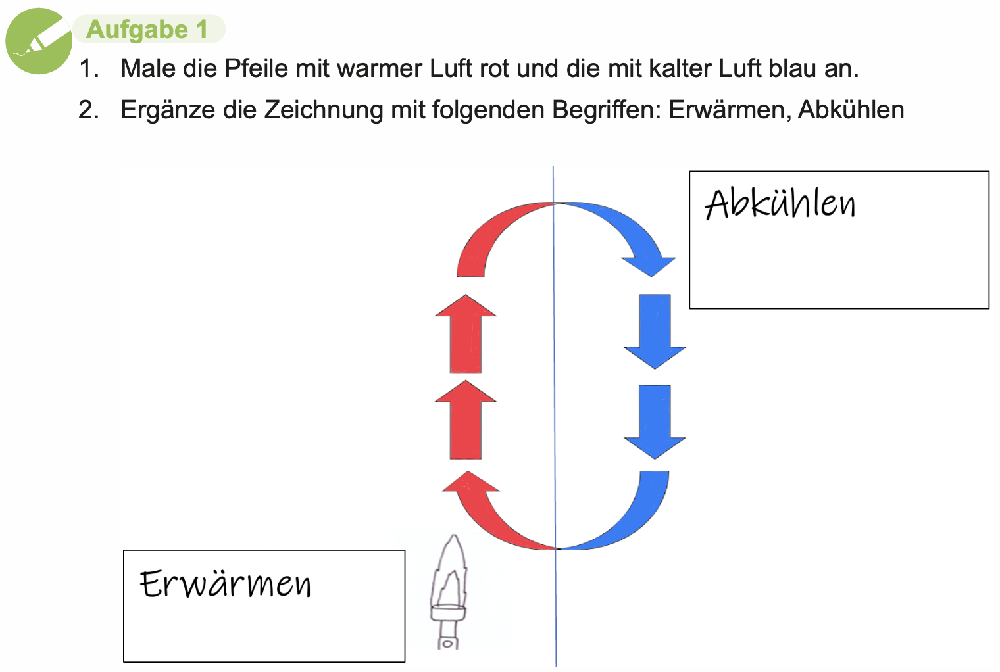 Aufgabe 1
1. Male die Pfeile mit warmer Luft rot und die mit kalter Luft blau an.
2. Ergänze die Zeichnung mit folgenden Begriffen: Erwärmen, Abkühlen
Abkühlen
Erwärmen